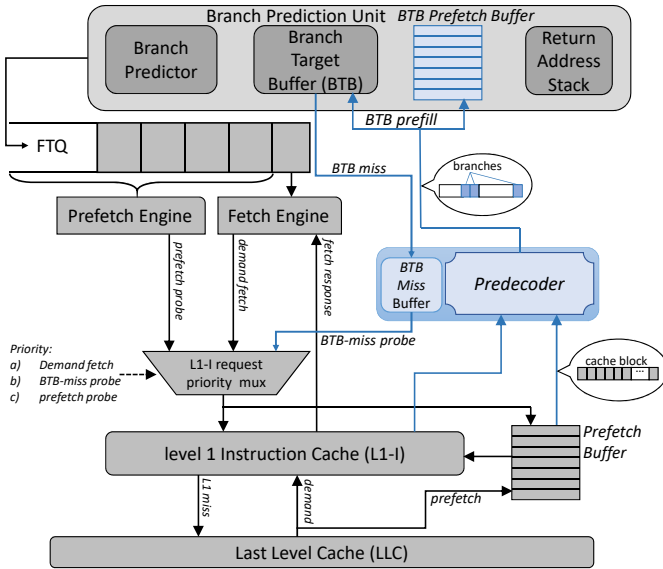 Branch Prediction Unit
BTB Prefetch Buffer
Branch
Predictor
Branch
Target
Buffer (BTB)
Return
Address
Stack
BTB prefill
FTQ
BTB miss
branches
Prefetch Engine
Fetch Engine
prefetch probe
demand fetch
fetch response
BTB
Miss
Buffer
Predecoder
BTB-miss probe
Priority:
a) Demand fetch
b) BTB-miss probe
c) prefetch probe
L1-I request
priority mux
cache block
...
level 1 Instruction Cache (L1-I)
Prefetch
Buffer
L1 miss
demand
prefetch
Last Level Cache (LLC)